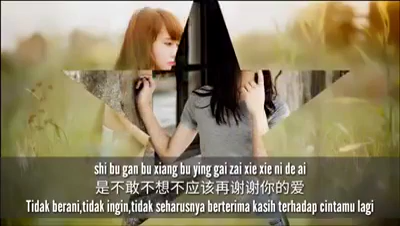 shi bu gan bu xiang bu ying gai zai xie xie ni de ai
是不敢不想不应该再谢谢你的爱
Tidak berani,tidak ingin,tidak seharusnya berterima kasih terhadap cintamu lagi